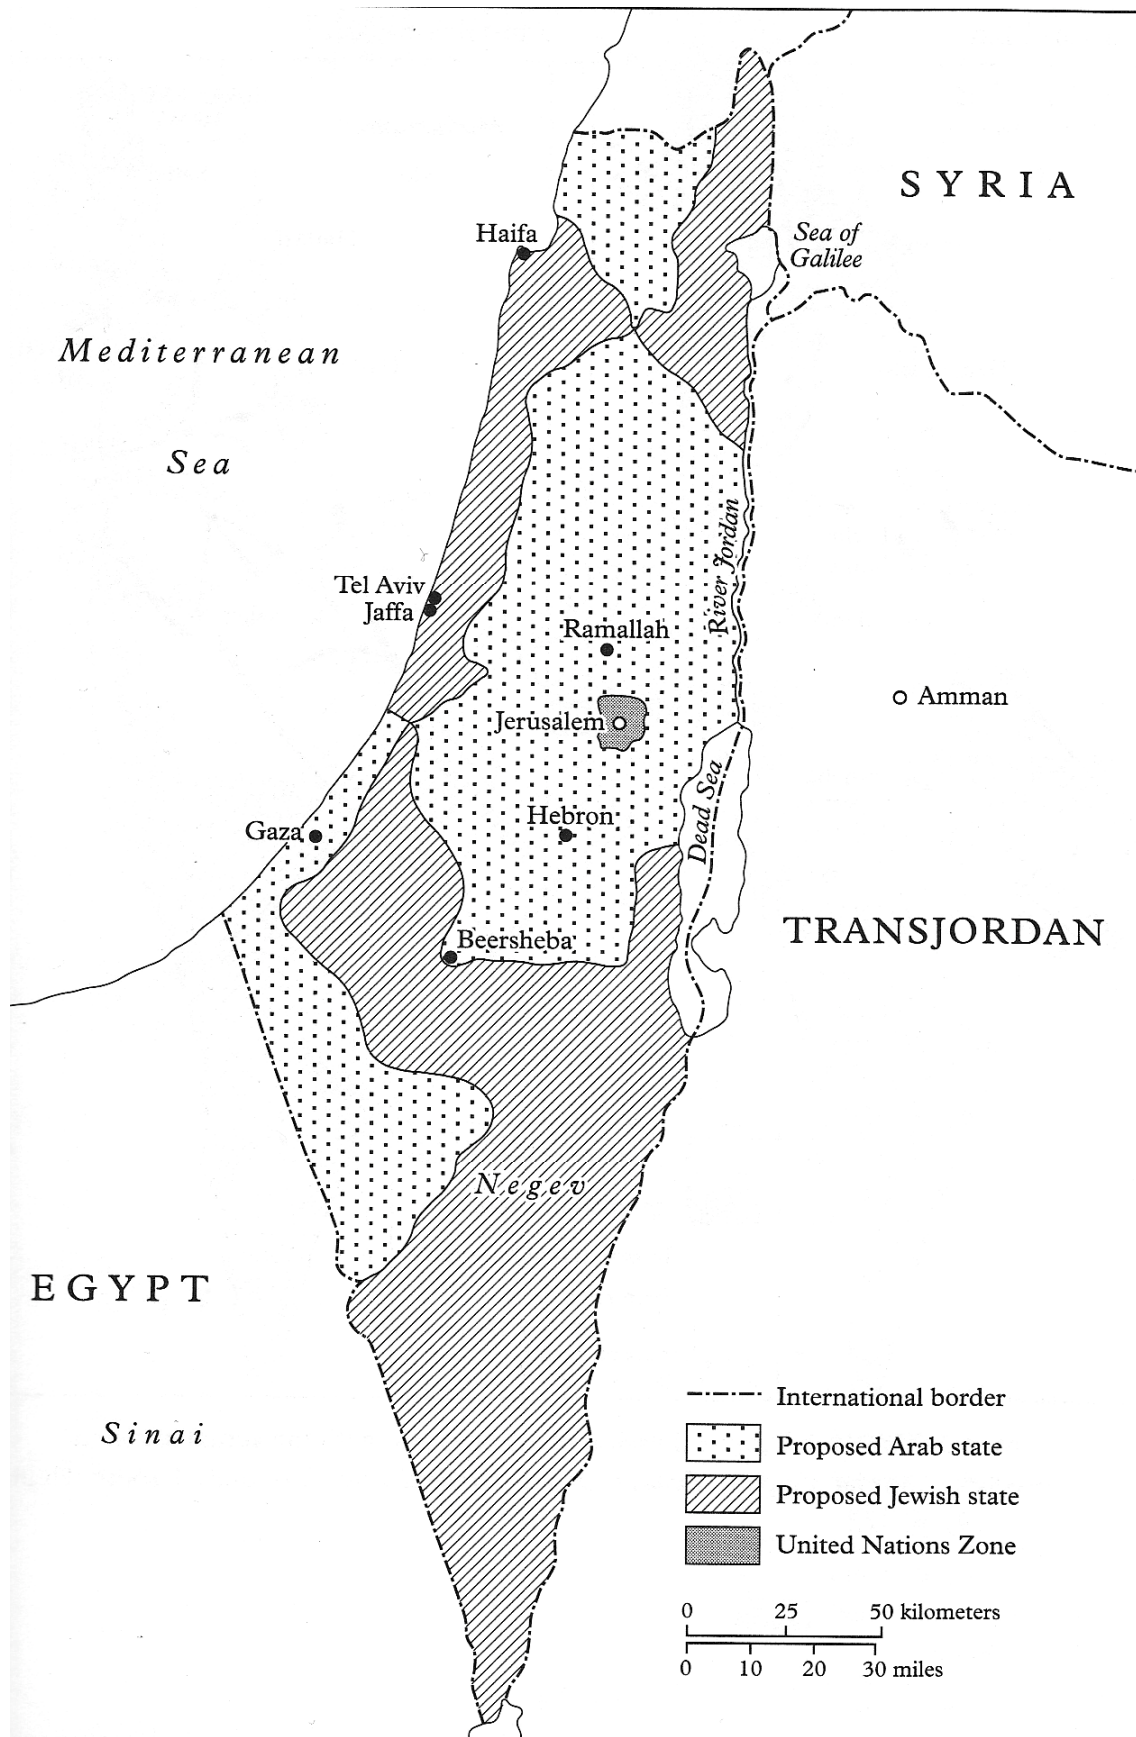 SYRIA
Sea of
Galilee
Haifa
Mediterranean
Sea
River Jordan
Tel Aviv
Jaffa
Ramallah
Amman
Jerusalem
Dead Sea
Hebron
Gaza
TRANSJORDAN
Beersheba
Negev
EGYPT
Sinai
International border
Proposed Arab state
Proposed Jewish state
United Nations Zone
0 25 50 kilometers
0 10 20 30 miles